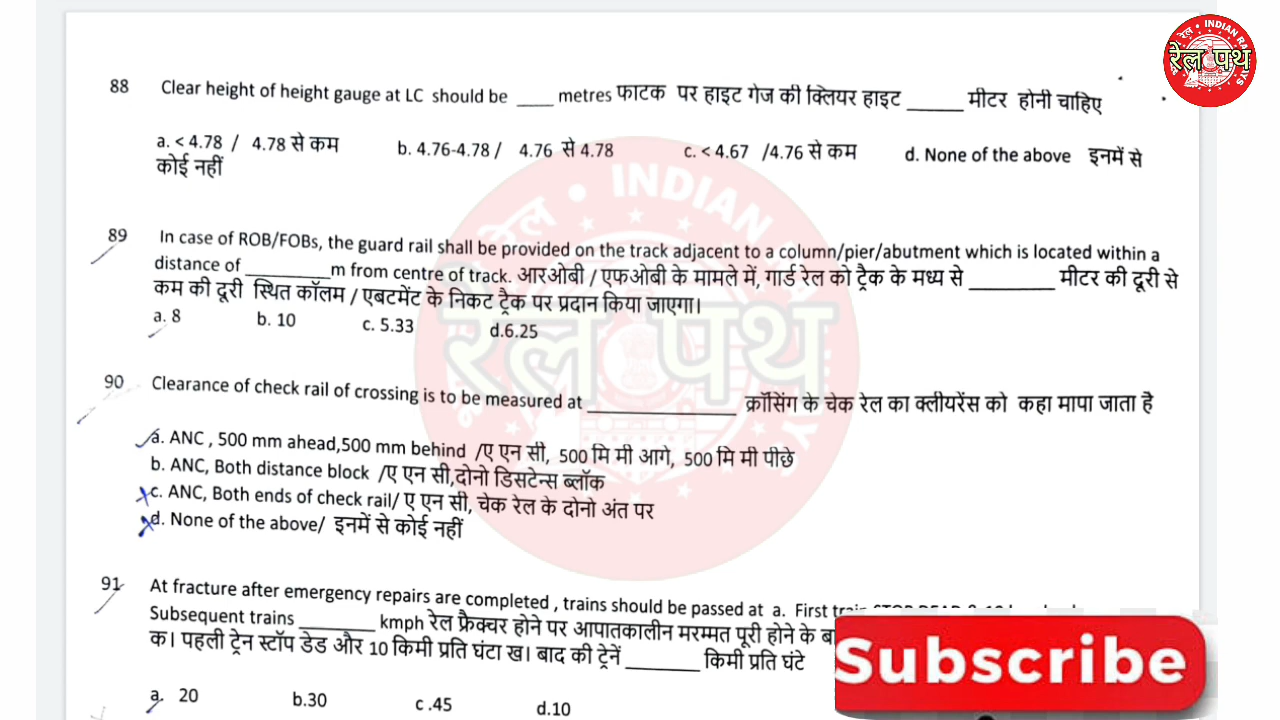 INDIAN RAILWAYS
रेल पथ
88 Clear height of height gauge at LC should be ____ metres फाटक पर हाइट गेज की क्लियर हाइट ______ मीटर होनी चाहिए
a. < 4.78 / 4.78 से कम b. 4.76-4.78 / 4.76 से 4.78 c. < 4.67 /4.76 से कम d. None of the above इनमें से
कोई नहीं
89 In case of ROB/FOBs, the guard rail shall be provided on the track adjacent to a column/pier/abutment which is located within a
distance of _________m from centre of track. आरओबी / एफओबी के मामले में, गार्ड रेल को ट्रैक के मध्य से _________ मीटर की दूरी से
कम की दूरी स्थित कॉलम / एबटमेंट के निकट ट्रैक पर प्रदान किया जाएगा।
a. 8 b. 10 c. 5.33 d.6.25
रेल पथ
90 Clearance of check rail of crossing is to be measured at ________________ क्रॉसिंग के चेक रेल का क्लीयरेंस को कहा मापा जाता है
a. ANC , 500 mm ahead,500 mm behind /ए एन सी, 500 मि मी आगे, 500 मि मी पीछे
b. ANC, Both distance block /ए एन सी,दोनो डिसटेन्स ब्लॉक
c. ANC, Both ends of check rail/ ए एन सी, चेक रेल के दोनो अंत पर
d. None of the above/ इनमें से कोई नहीं
91 At fracture after emergency repairs are completed , trains should be passed at a. First
Subsequent trains ________ kmph रेल फ्रैक्चर होने पर आपातकालीन मरम्मत पूरी होने के
क। पहली ट्रेन स्टॉप डेड और 10 किमी प्रति घंटा ख। बाद की ट्रेनें ________ किमी प्रति घंटे
a. 20 b.30 c .45 d.10
Subscribe